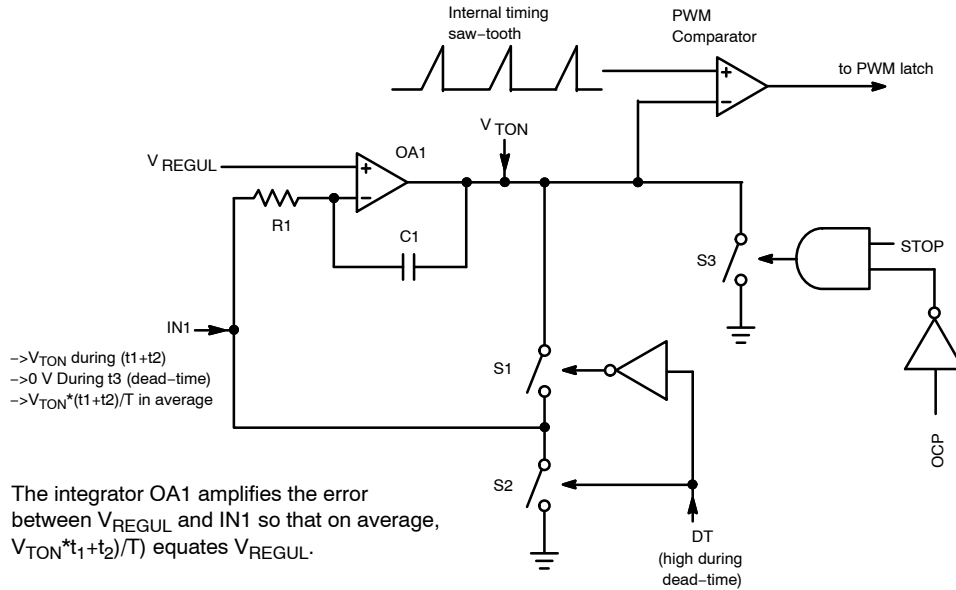 Internal timing
saw−tooth
PWM
Comparator
to PWM latch
V TON
V REGUL
OA1
+
−
+
−
R1
C1
S3
STOP
IN1
−>VTON during (t1+t2)
−>0 V During t3 (dead−time)
−>VTON*(t1+t2)/T in average
S1
S2
OCP
DT
(high during
dead−time)
The integrator OA1 amplifies the error
between VREGUL and IN1 so that on average,
VTON*t1+t2)/T) equates VREGUL.